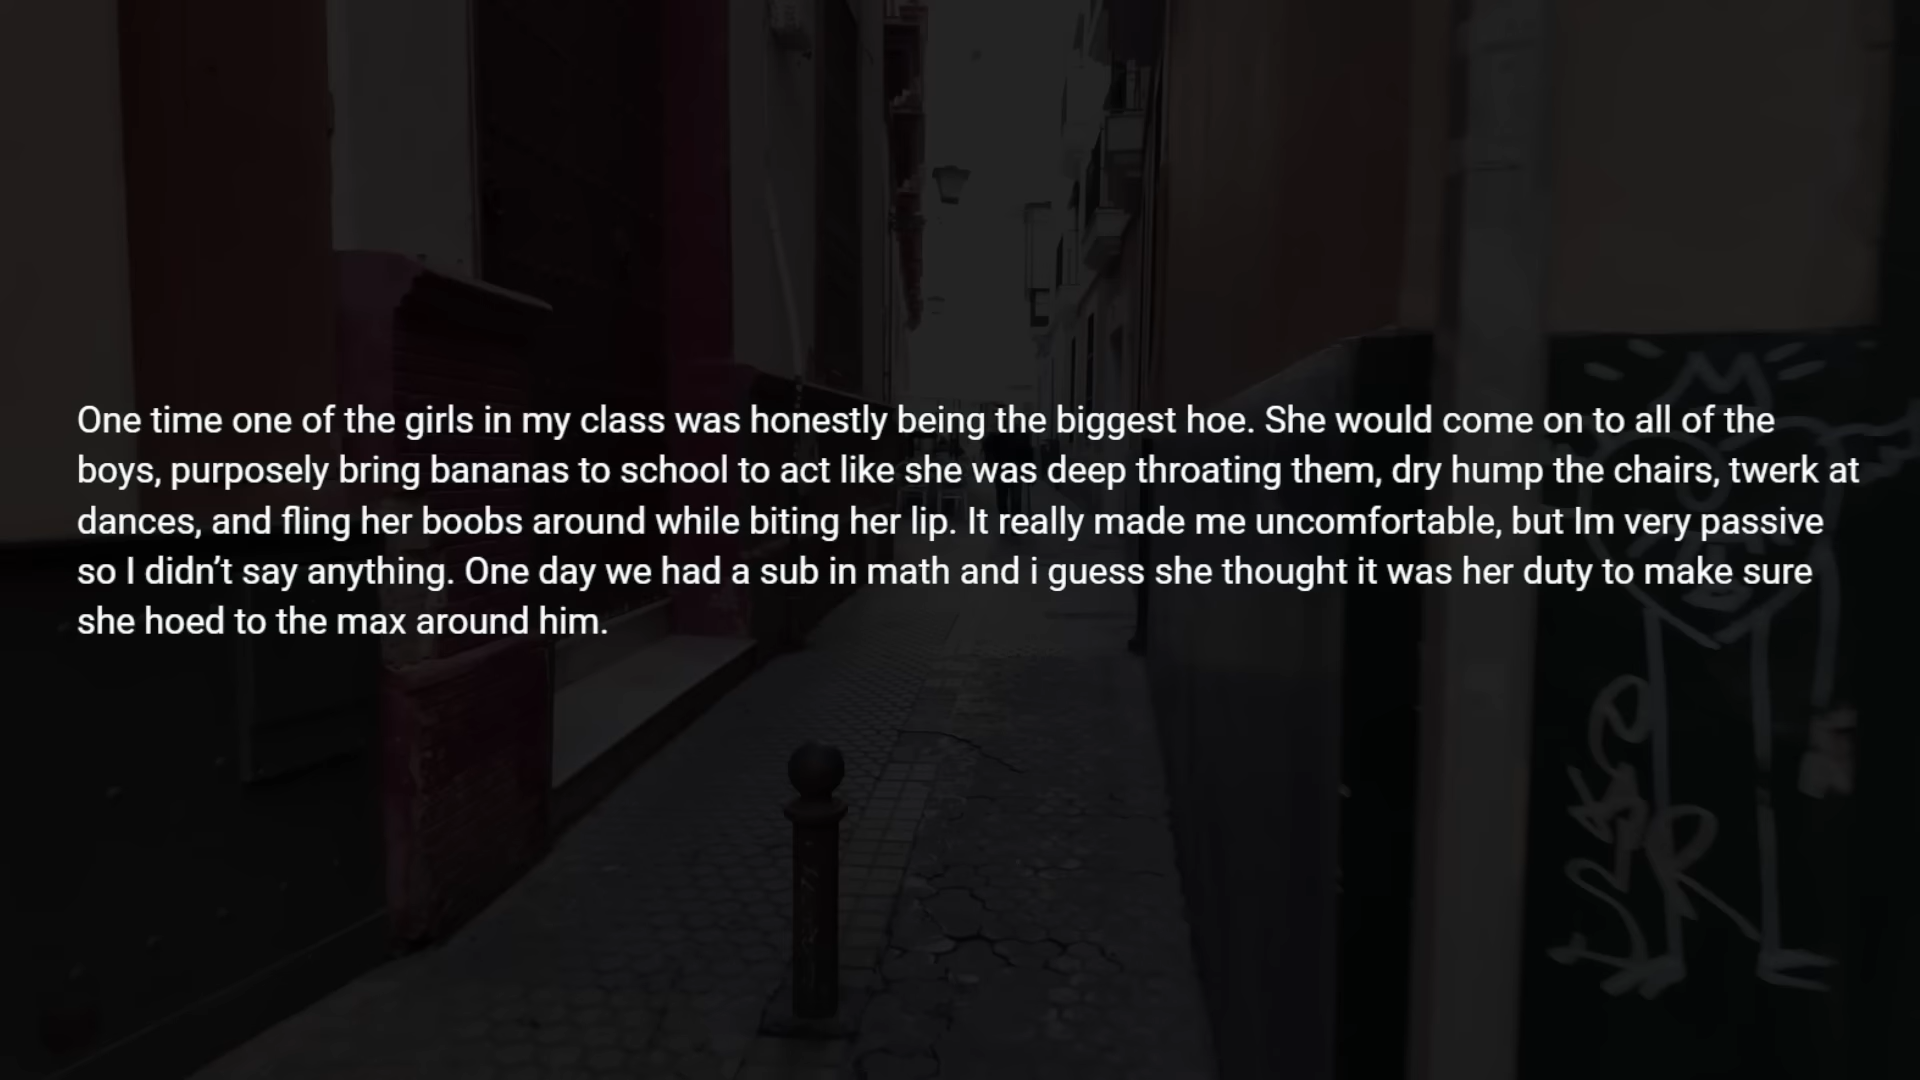 One time one of the girls in my class was honestly being the biggest hoe. She would come on to all of the
boys, purposely bring bananas to school to act like she was deep throating them, dry hump the chairs, twerk at
dances, and fling her boobs around while biting her lip. It really made me uncomfortable, but Im very passive
so I didn’t say anything. One day we had a sub in math and i guess she thought it was her duty to make sure
she hoed to the max around him.